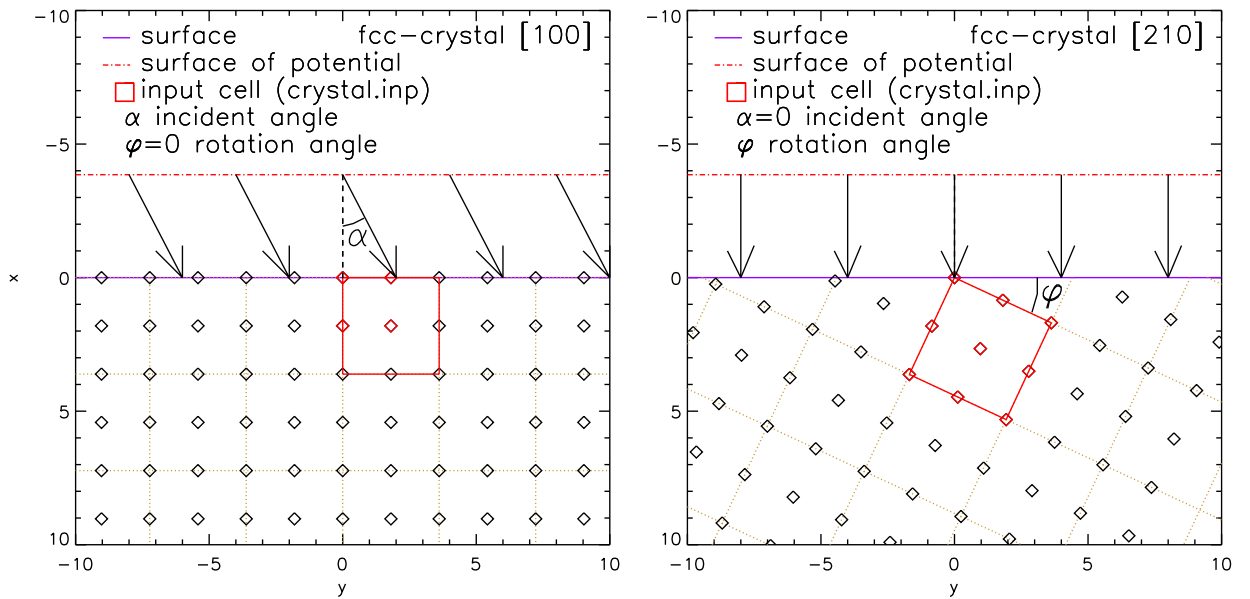 surface fcc-crystal [100]
surface of potential
input cell (crystal.inp)
α incident angle
φ=0 rotation angle
α
-10
-5
0
5
10
x
-10 -5 0 5 10
y
surface fcc-crystal [210]
surface of potential
input cell (crystal.inp)
α=0 incident angle
φ rotation angle
φ
-10
-5
0
5
10
-10 -5 0 5 10
y